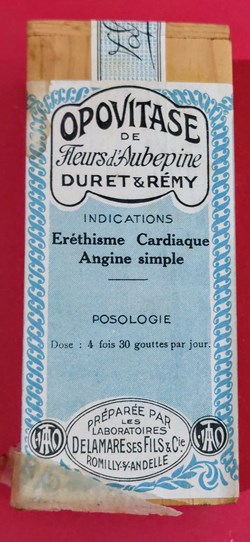 OPOVITASE
DE
Fleurs d'Aubepine
DURET & RÉMY
INDICATIONS
Eréthisme Cardiaque
Angine simple
POSOLOGIE
Dose : 4 fois 30 gouttes par jour.
PRÉPARÉE PAR
LES
LABORATOIRES
DELAMARE SES FILS & Cie
ROMILLY-S/-ANDELLE